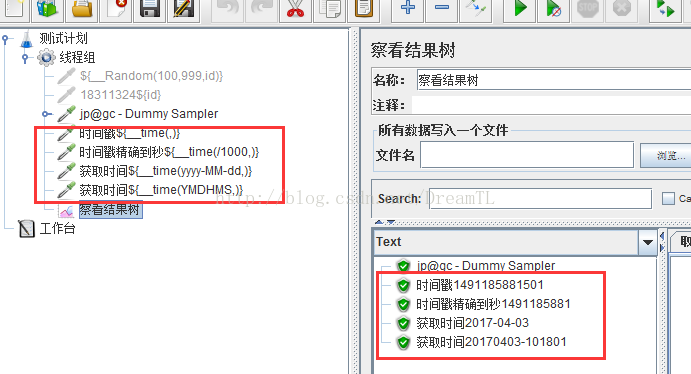 测试计划
线程组
${__Random(100,999,id)}
18311324${id}
jp@gc - Dummy Sampler
时间戳${__time(,)}
时间戳精确到秒${__time(/1000,)}
获取时间${__time(yyyy-MM-dd,)}
获取时间${__time(YMDHMS,)}
察看结果树
工作台
察看结果树
名称：
察看结果树
注释：
所有数据写入一个文件
文件名
浏览...
http://blog.csdn.net/DreamTL
Search:
Ca
Text
取
jp@gc - Dummy Sampler
时间戳1491185881501
时间戳精确到秒1491185881
获取时间2017-04-03
获取时间20170403-101801